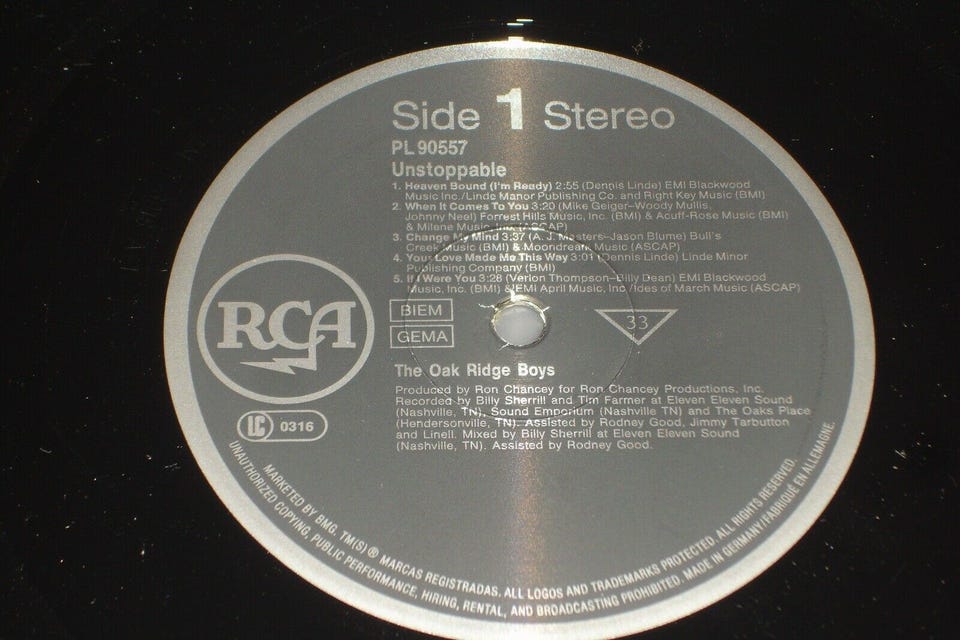 Side 1 Stereo
PL 90557
Unstoppable
1. Heaven Bound (I'm Ready) 2:55 (Dennis Linde) EMI Blackwood
Music Inc./Linde Manor Publishing Co. and Right Key Music (BMI)
2. When It Comes To You 3:20 (Mike Geiger–Woody Mullis,
Johnny Neel) Forrest Hills Music, Inc. (BMI) & Acuff-Rose Music (BMI)
& Milene Music, Inc. (ASCAP)
3. Change My Mind 3:37 (A. J. Masters–Jason Blume) Bull's
Creek Music (BMI) & Moondream Music (ASCAP)
4. Your Love Made Me This Way 3:01 (Dennis Linde) Linde Minor
Publishing Company (BMI)
5. If I Were You 3:28 (Verlon Thompson–Billy Dean) EMI Blackwood
Music, Inc. (BMI) & EMI April Music, Inc./Ides of March Music (ASCAP)
RCA
BIEM
GEMA
33
The Oak Ridge Boys
Produced by Ron Chancey for Ron Chancey Productions, Inc.
Recorded by Billy Sherrill and Tim Farmer at Eleven Eleven Sound
(Nashville, TN), Sound Emporium (Nashville TN) and The Oaks Place
(Hendersonville, TN). Assisted by Rodney Good, Jimmy Tarbutton
and Linell. Mixed by Billy Sherrill at Eleven Eleven Sound
(Nashville, TN). Assisted by Rodney Good.
LC 0316
MARKETED BY BMG. TM(S) ® MARCAS REGISTRADAS. ALL LOGOS AND TRADEMARKS PROTECTED. ALL RIGHTS RESERVED.
UNAUTHORIZED COPYING, PUBLIC PERFORMANCE, HIRING, RENTAL, AND BROADCASTING PROHIBITED. MADE IN GERMANY/FABRIQUÉ EN ALLEMAGNE.